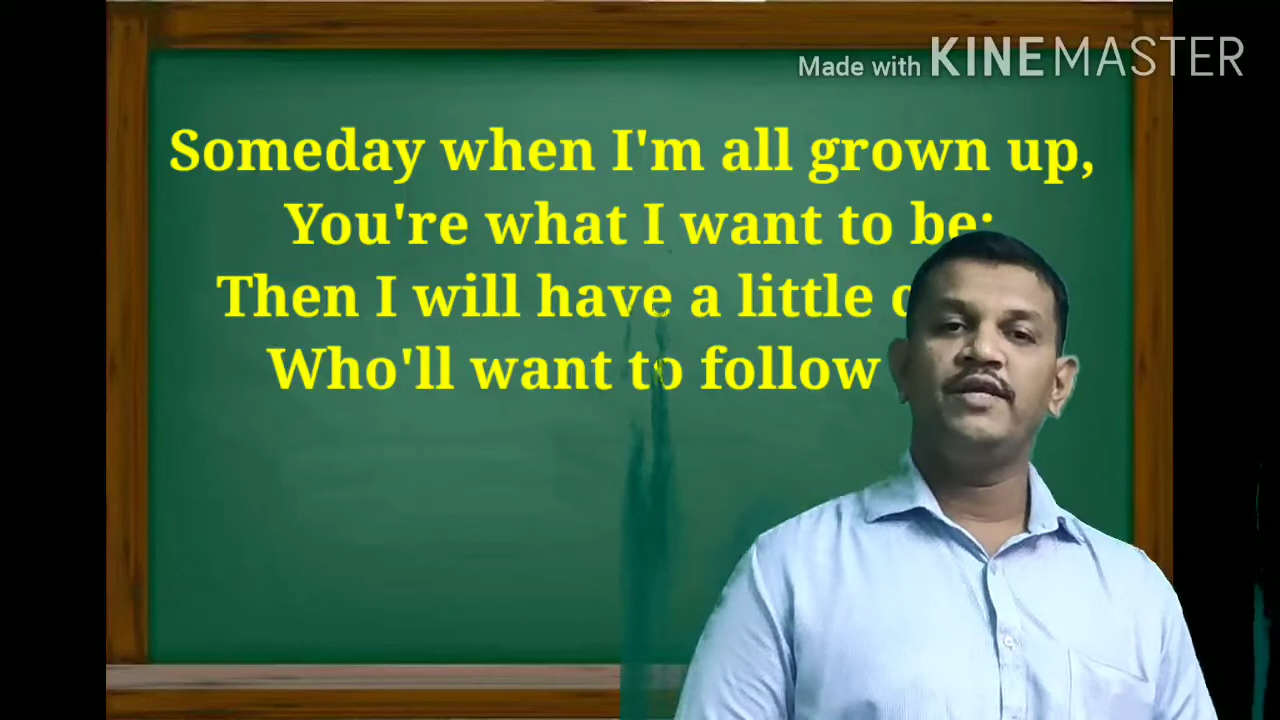 Made with KINEMASTER
Someday when I'm all grown up,
You're what I want to be;
Then I will have a little
Who'll want to follow